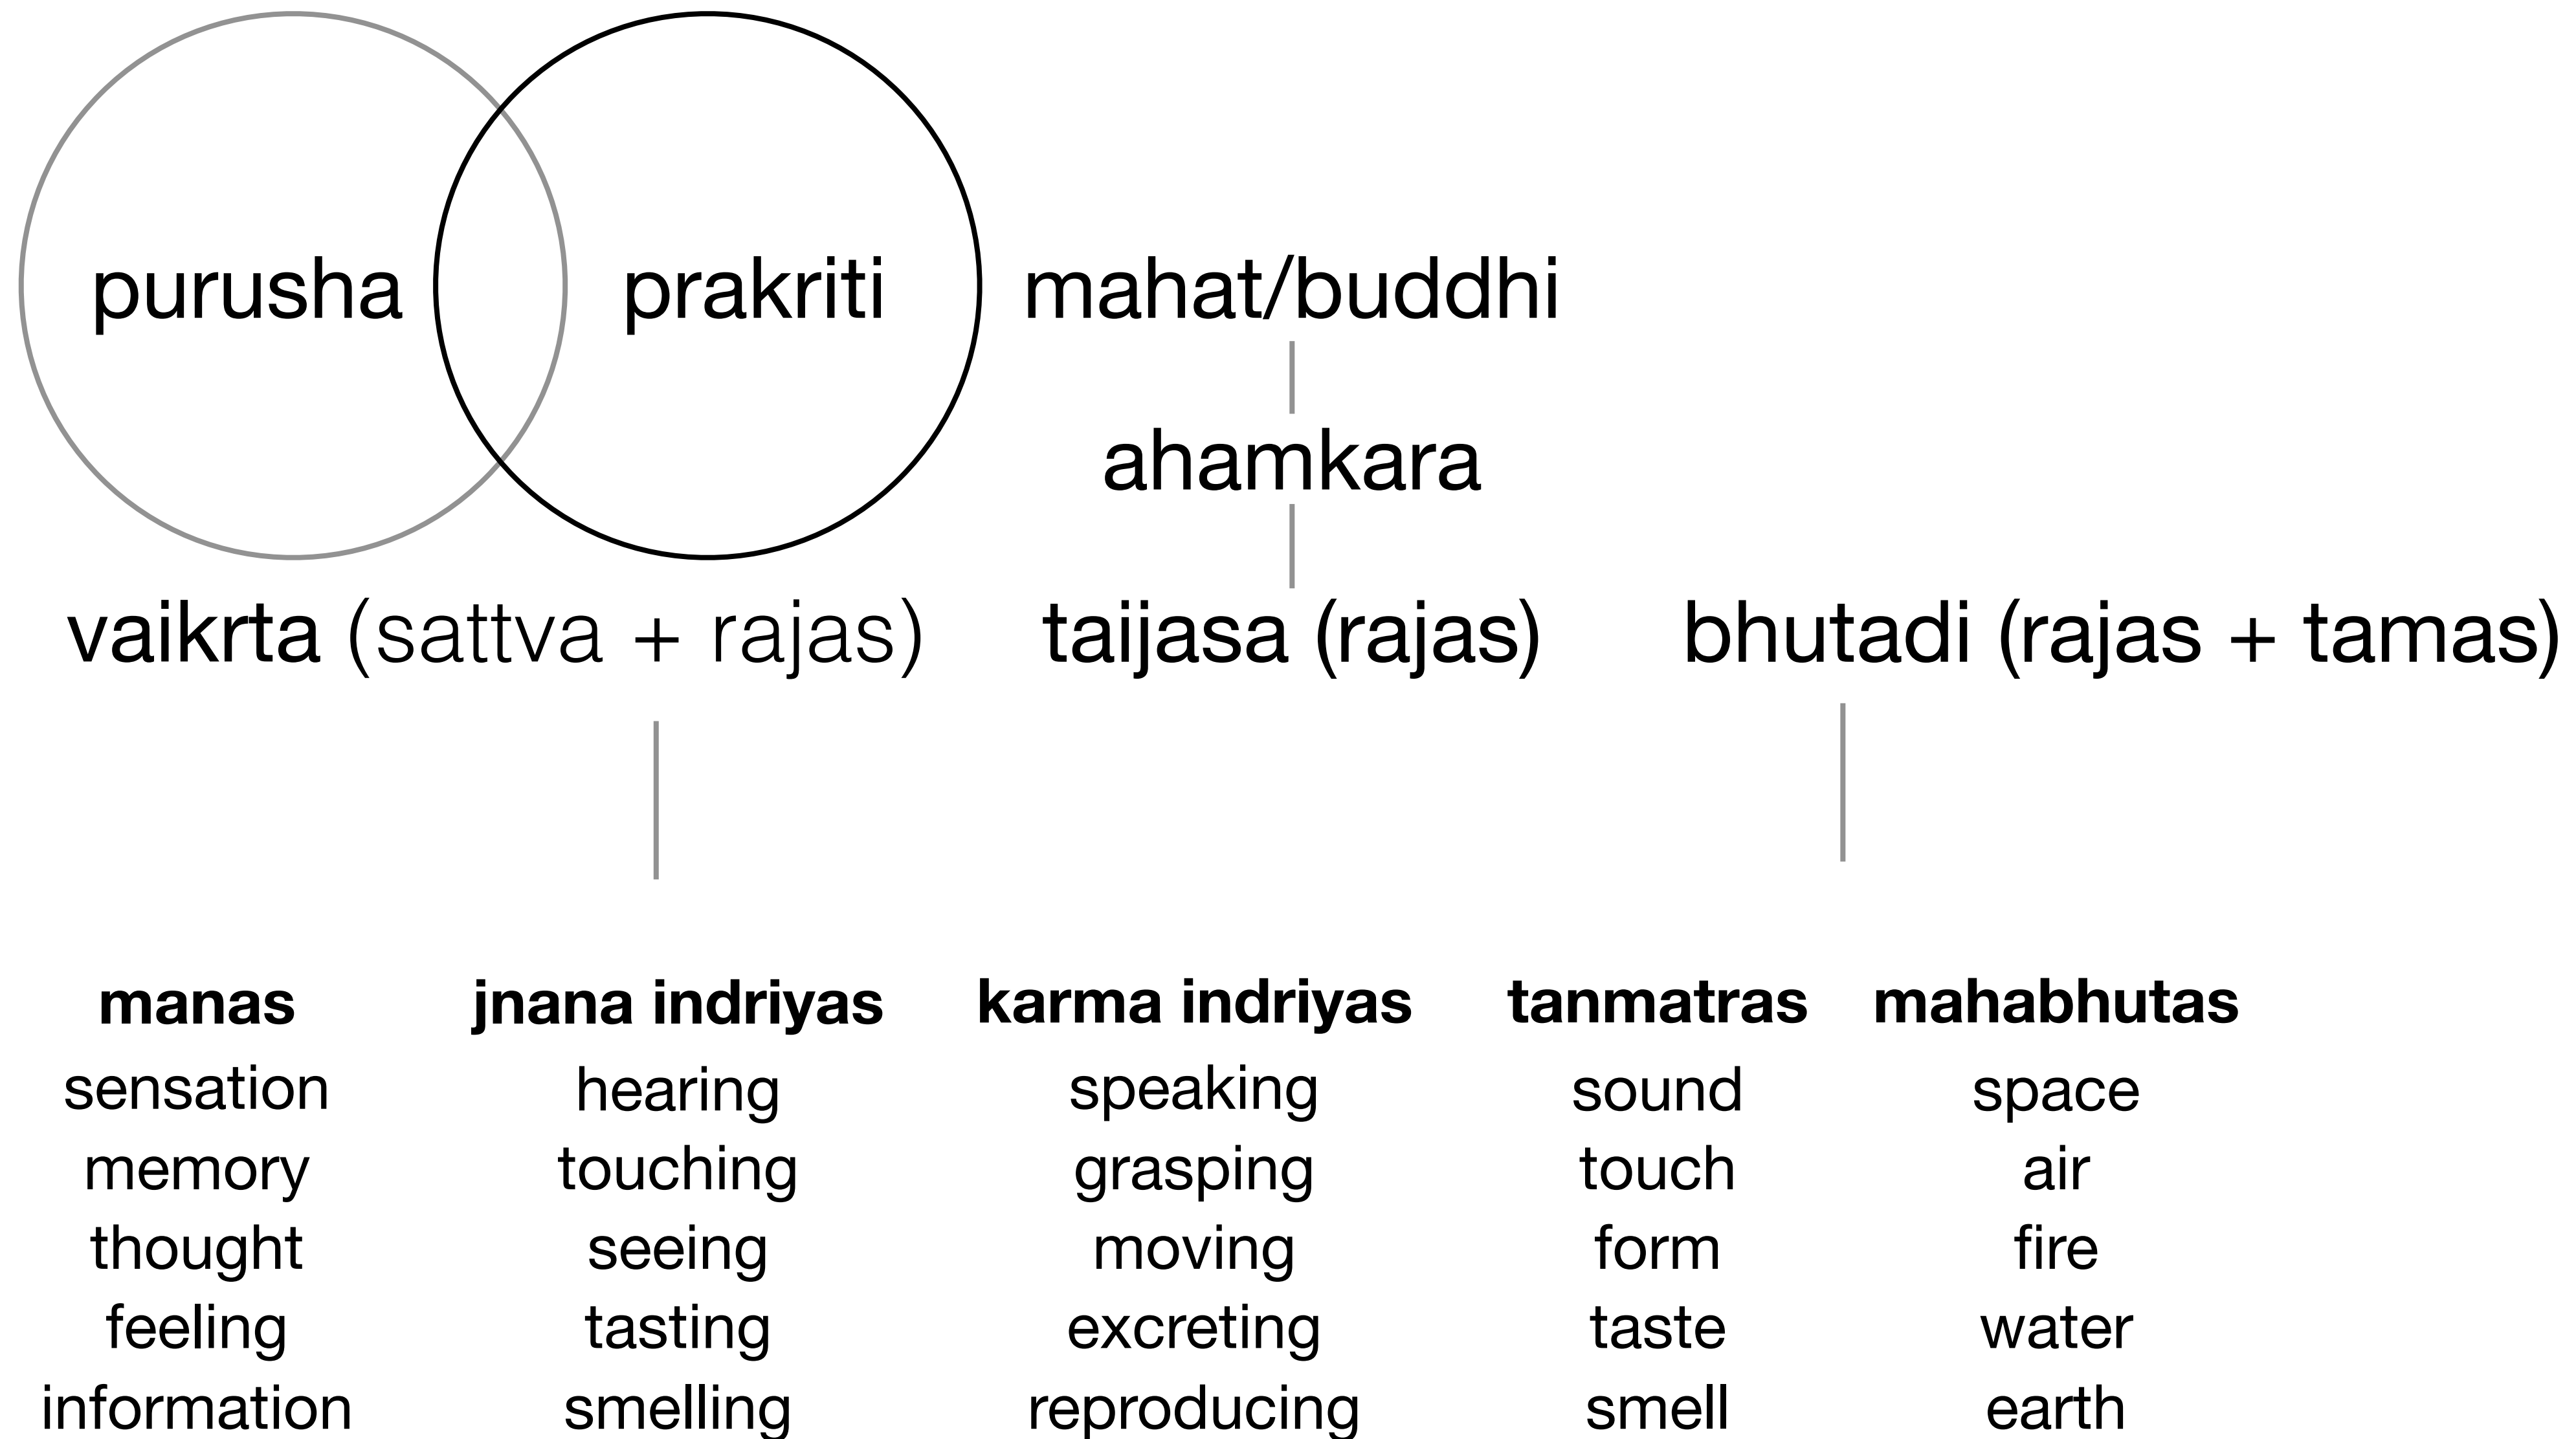 purusha prakriti mahat/buddhi
ahamkara
vaikrta (sattva + rajas) taijasa (rajas) bhutadi (rajas + tamas)
manas jnana indriyas karma indriyas tanmatras mahabhutas
sensation hearing speaking sound space
memory touching grasping touch air
thought seeing moving form fire
feeling tasting excreting taste water
information smelling reproducing smell earth